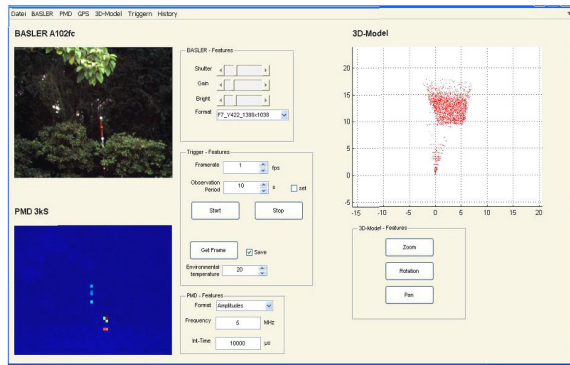 Datei BASLER PMD GPS 3D-Model Triggern History
BASLER A102fc
BASLER - Features
Shutter
Gain
Bright
Format F7_Y422_1388x1038
Trigger - Features
Framerate 1 fps
Observation Period 10 s set
Start Stop
Get Frame Save
Environmental temperature 20
PMD 3kS
PMD - Features
Format Amplitudes
Frequency 5 MHz
Int-Time 10000 µs
3D-Model
20
15
10
5
0
-5
-15 -10 -5 0 5 10 15 20
3D-Model - Features
Zoom
Rotation
Pan